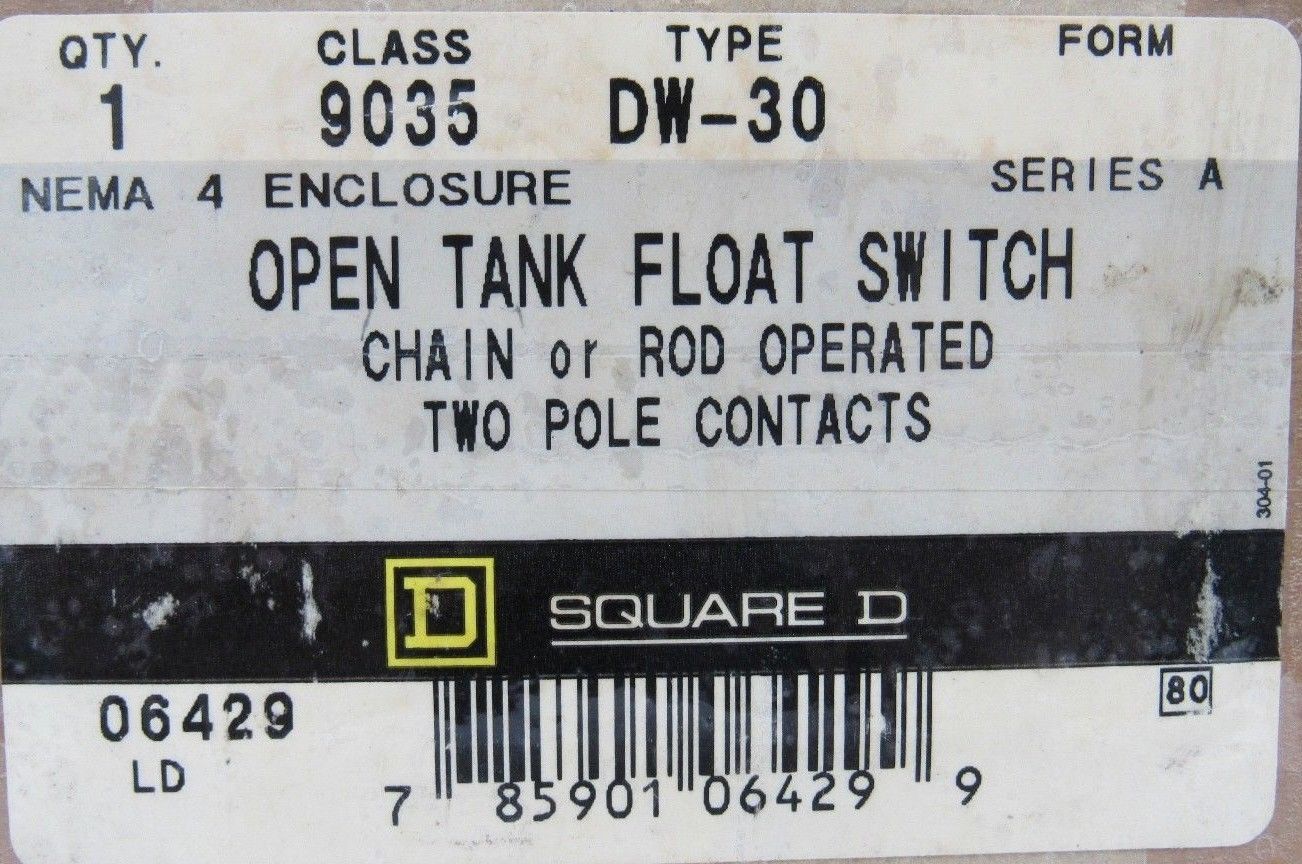 QTY. CLASS TYPE FORM
1 9035 DW-30
NEMA 4 ENCLOSURE SERIES A
OPEN TANK FLOAT SWITCH
CHAIN or ROD OPERATED
TWO POLE CONTACTS
304-01
D SQUARE D
06429 80
LD
7 85901 06429 9